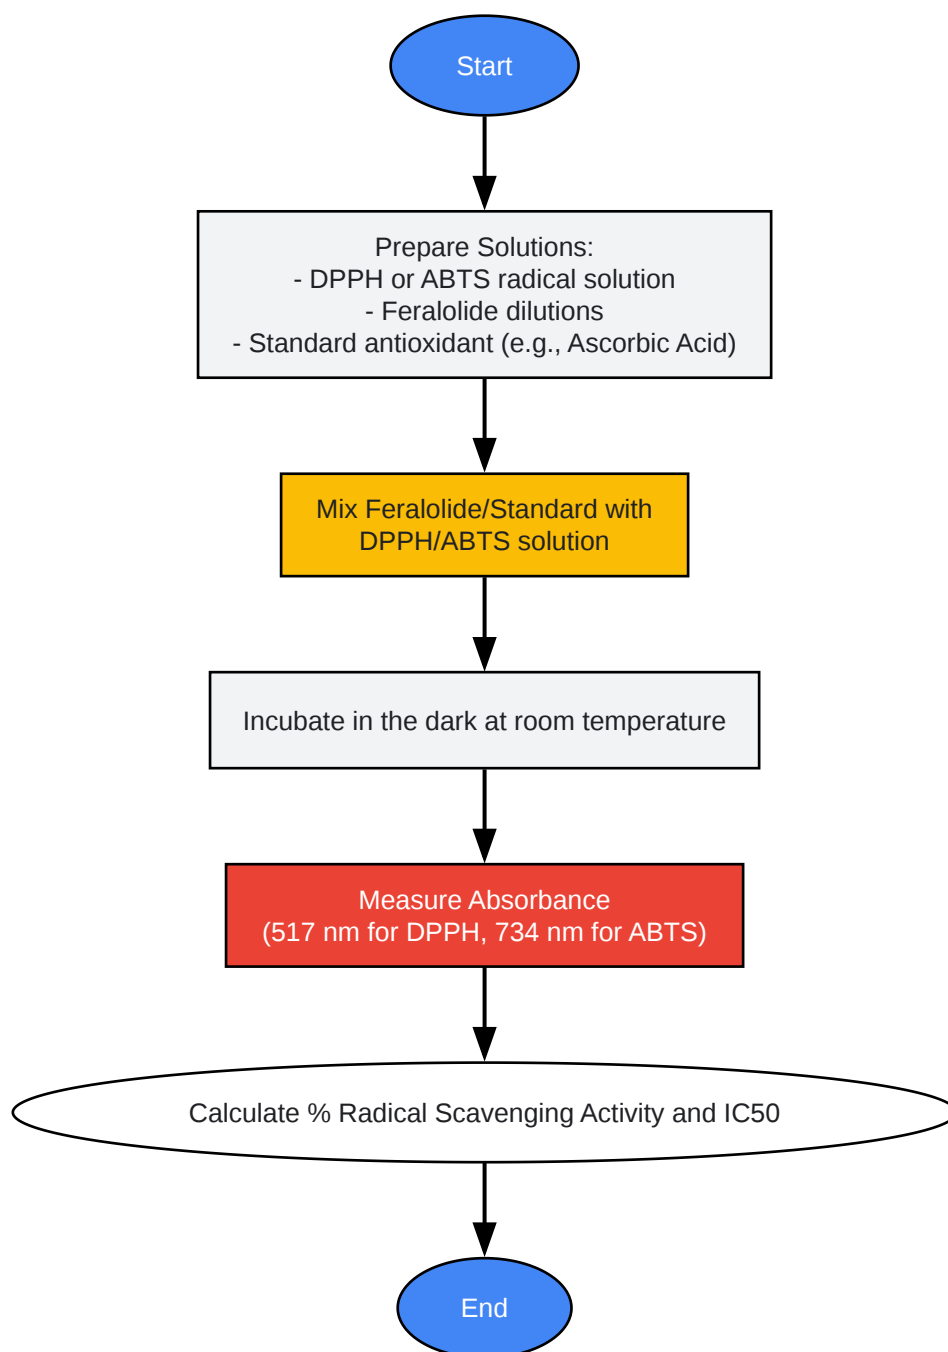 Start
Prepare Solutions:
- DPPH or ABTS radical solution
- Feralolide dilutions
- Standard antioxidant (e.g., Ascorbic Acid)
Mix Feralolide/Standard with
DPPH/ABTS solution
Incubate in the dark at room temperature
Measure Absorbance
(517 nm for DPPH, 734 nm for ABTS)
Calculate % Radical Scavenging Activity and IC50
End